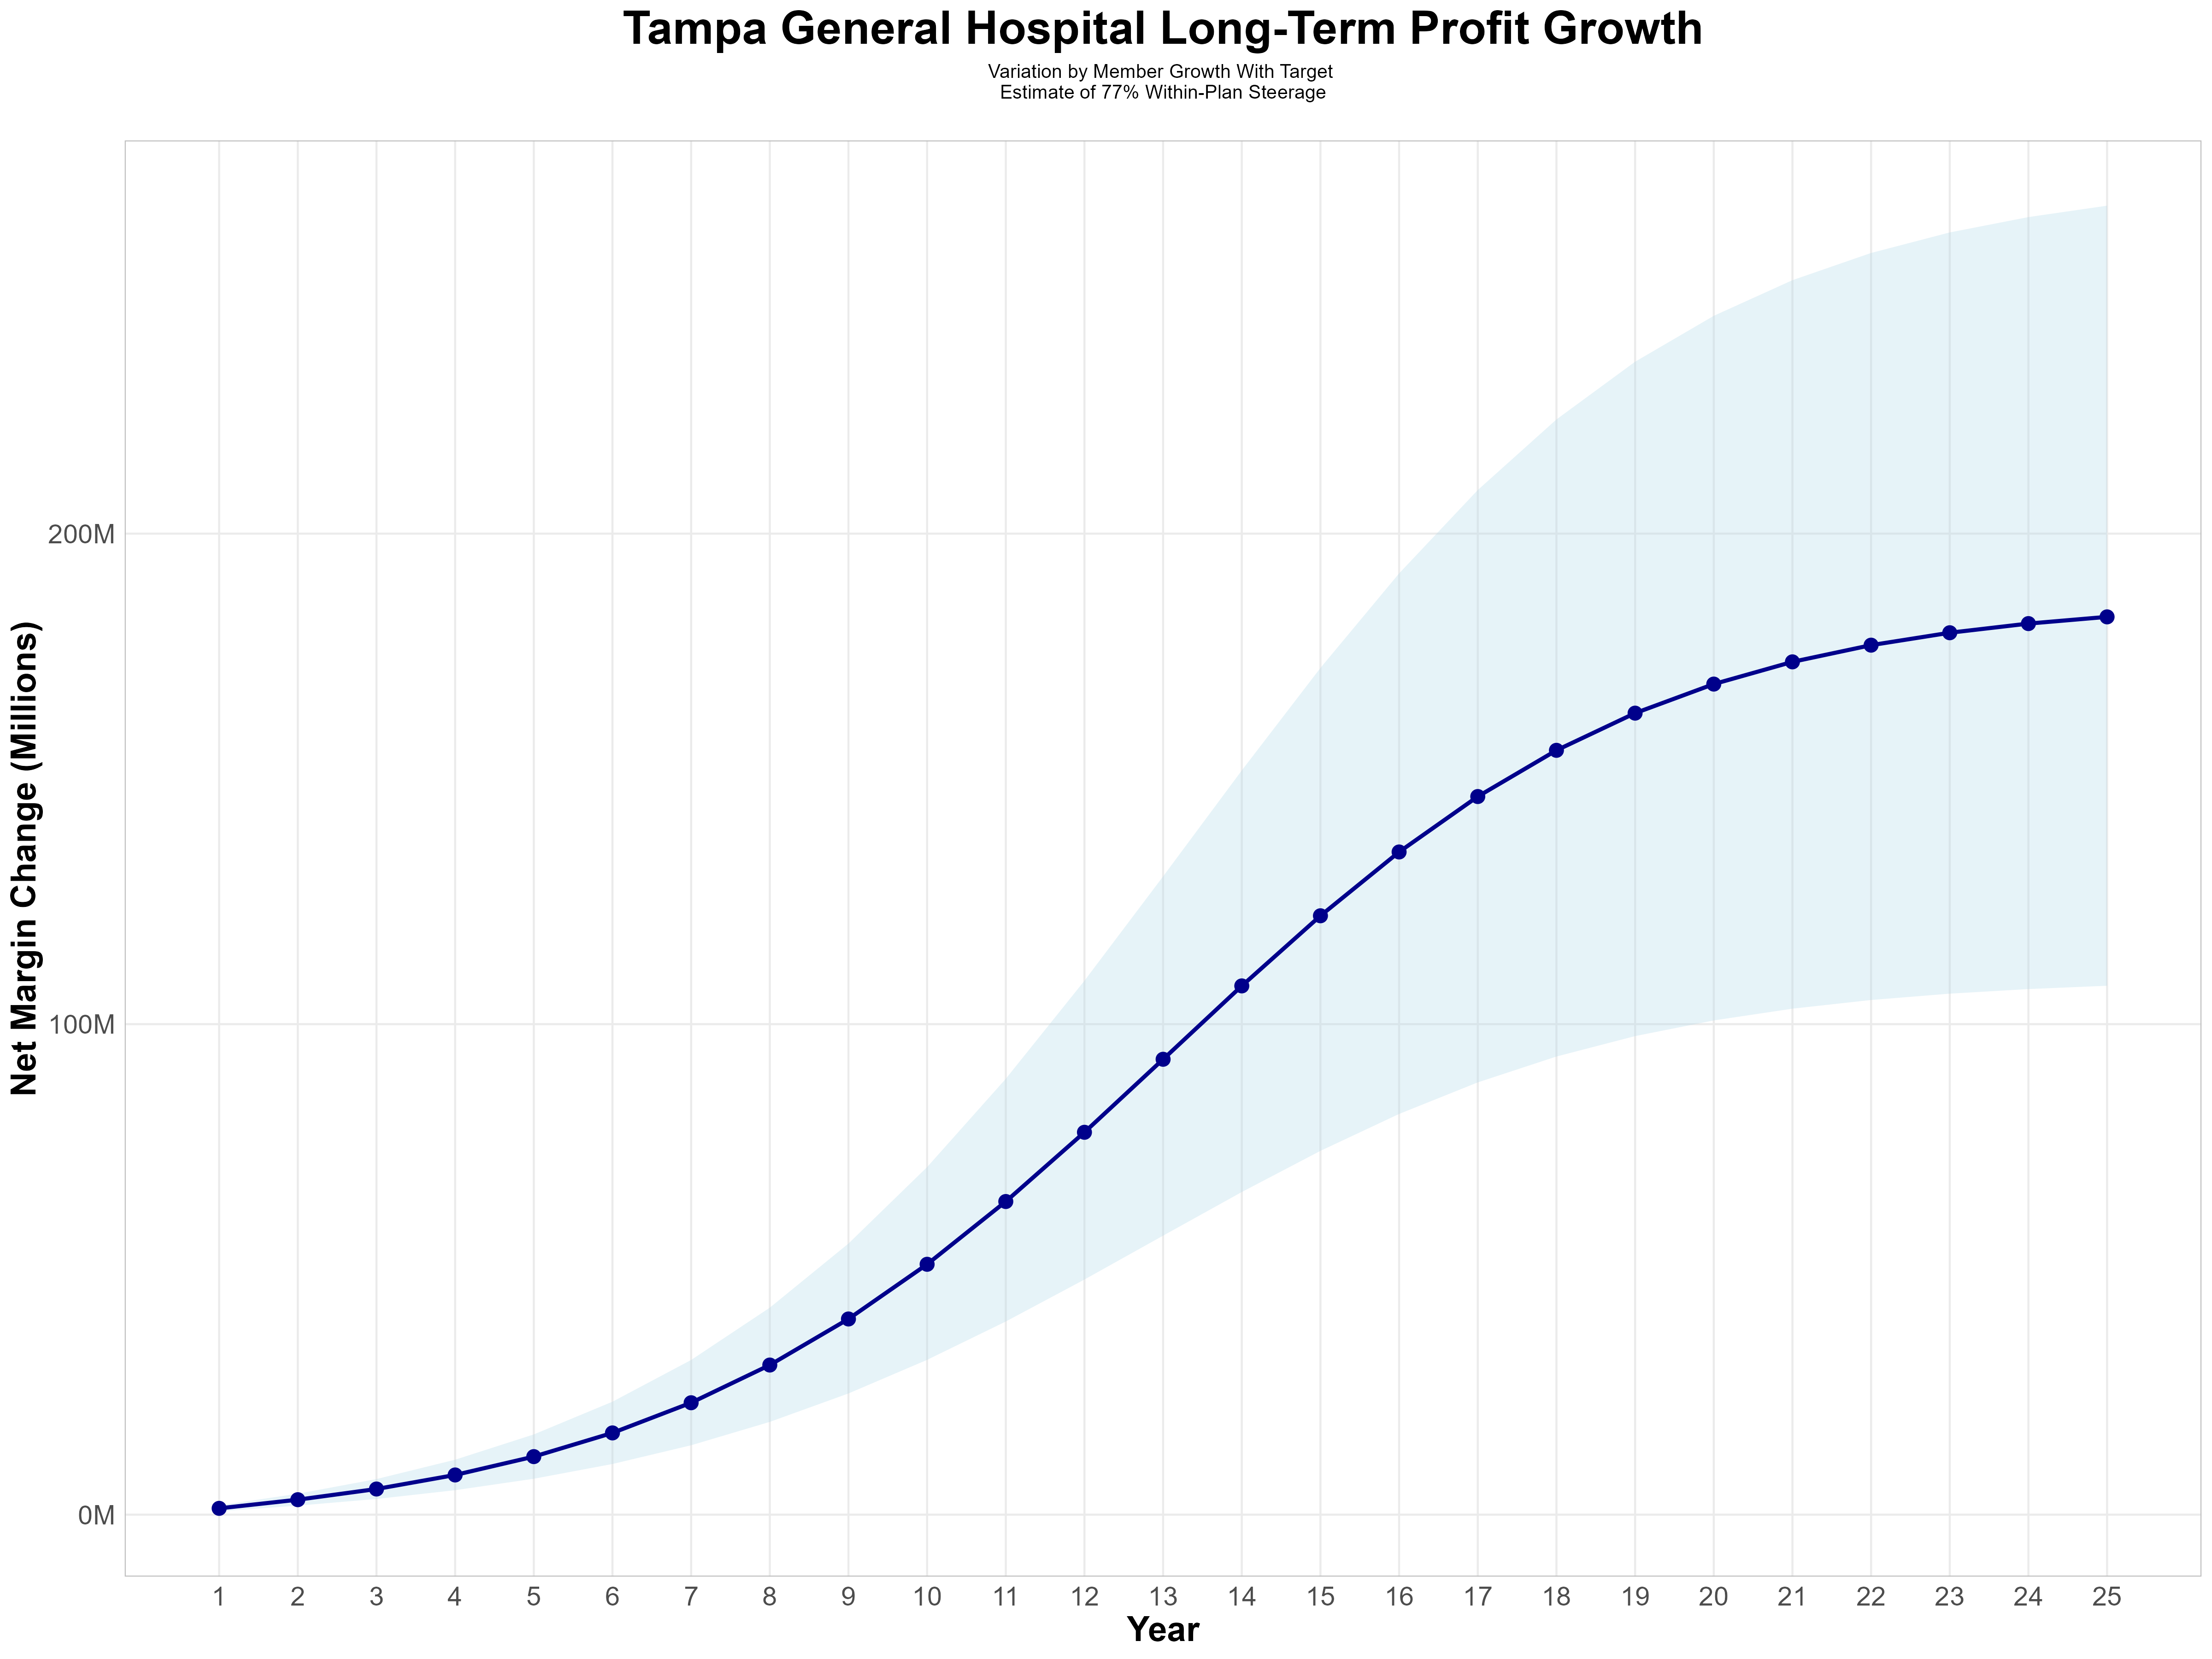 Tampa General Hospital Long-Term Profit Growth
Variation by Member Growth With Target
Estimate of 77% Within-Plan Steerage
Net Margin Change (Millions)
200M
100M
0M
1 2 3 4 5 6 7 8 9 10 11 12 13 14 15 16 17 18 19 20 21 22 23 24 25
Year